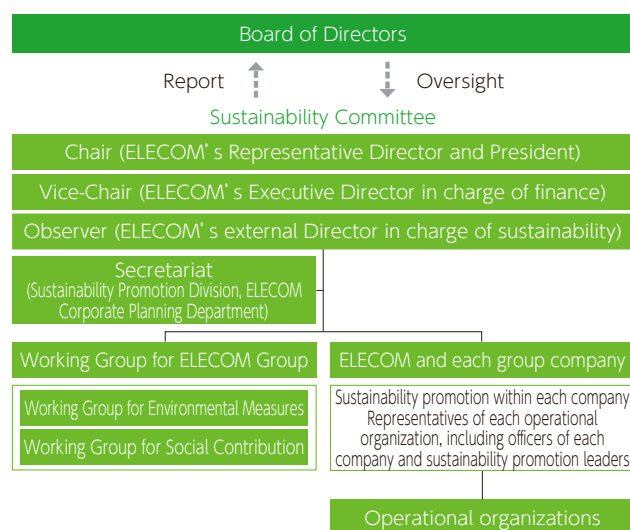 Board of Directors
Report
Oversight
Sustainability Committee
Chair (ELECOM's Representative Director and President)
Vice-Chair (ELECOM's Executive Director in charge of finance)
Observer (ELECOM's external Director in charge of sustainability)
Secretariat
(Sustainability Promotion Division, ELECOM
Corporate Planning Department)
Working Group for ELECOM Group
Working Group for Environmental Measures
Working Group for Social Contribution
ELECOM and each group company
Sustainability promotion within each company
Representatives of each operational
organization, including officers of each
company and sustainability promotion leaders
Operational organizations